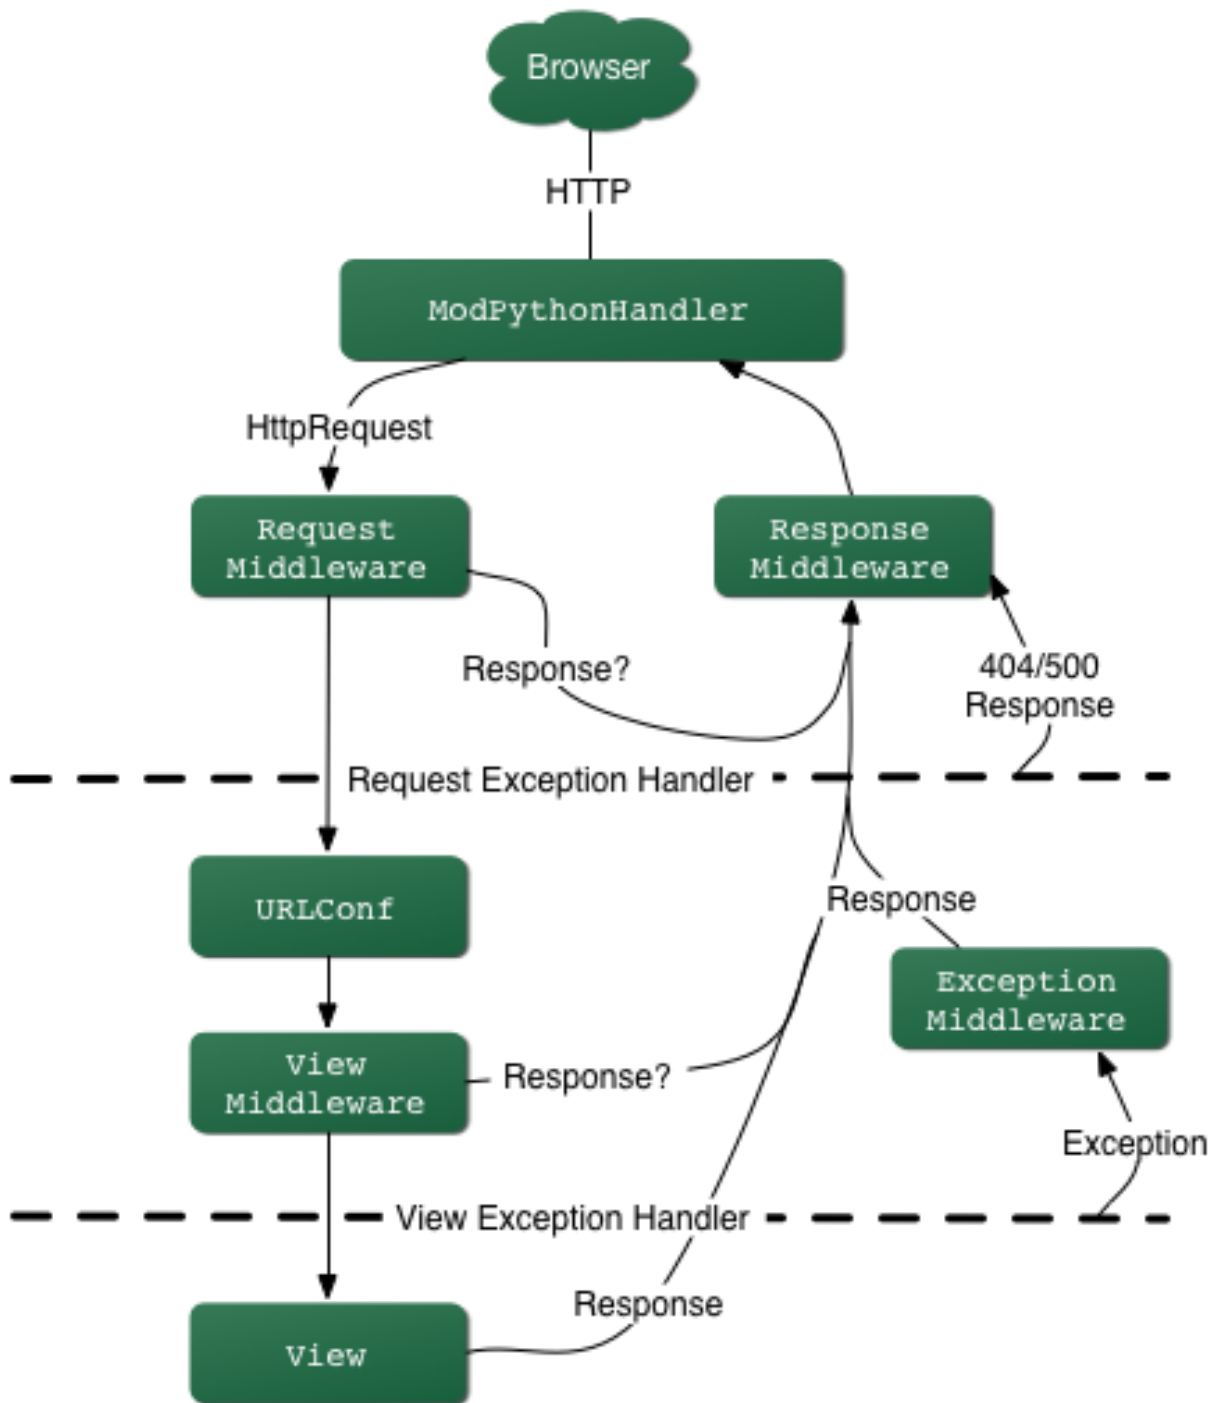 Browser
HTTP
ModPythonHandler
HttpRequest
Request
Middleware
Response
Middleware
Response?
404/500
Response
Request Exception Handler
URLConf
Response
Exception
Middleware
View
Middleware
Response?
Exception
View Exception Handler
Response
View